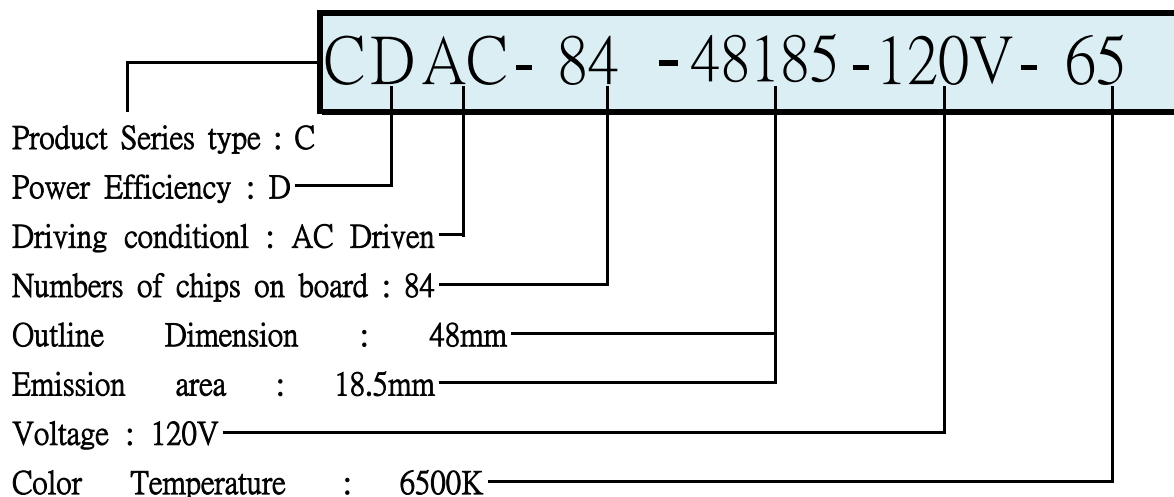 CDAC- 84 -48185-120V- 65
Product Series type : C
Power Efficiency : D
Driving conditionl : AC Driven
Numbers of chips on board : 84
Outline Dimension : 48mm
Emission area : 18.5mm
Voltage : 120V
Color Temperature : 6500K